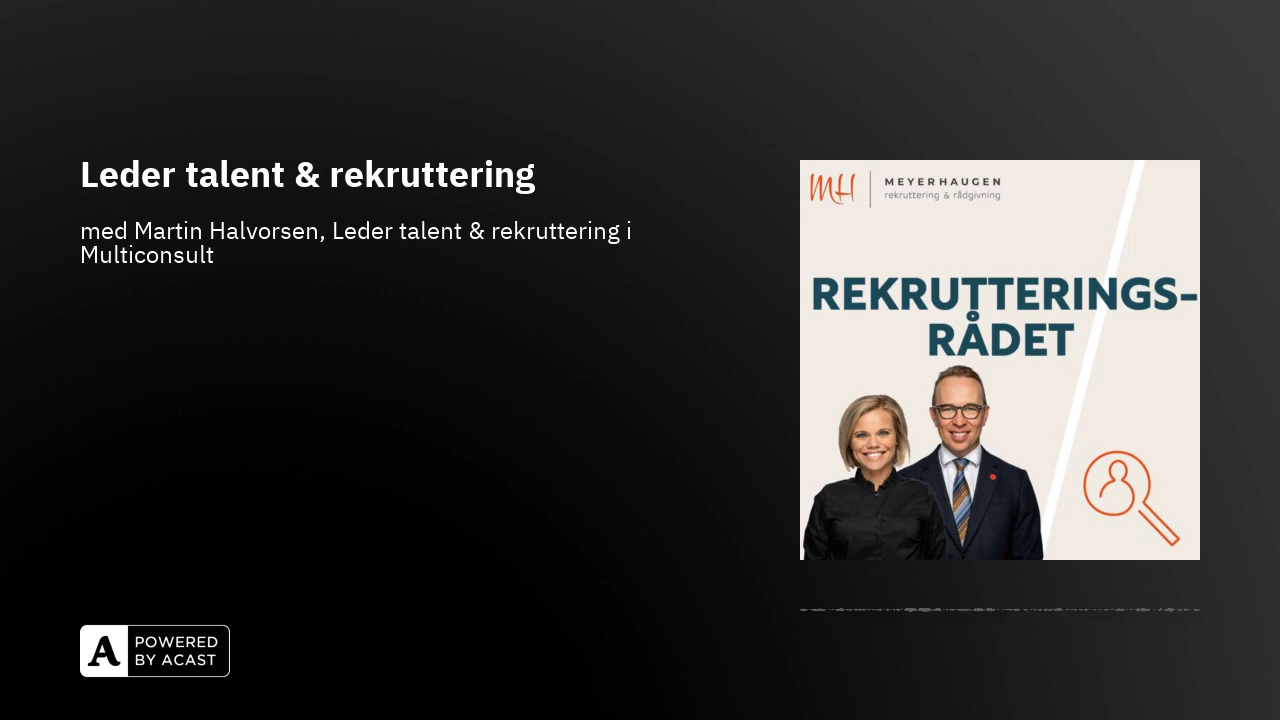 Leder talent & rekruttering
med Martin Halvorsen, Leder talent & rekruttering i
Multiconsult
MH
MEYERHAUGEN
rekruttering & rådgivning
REKRUTTERINGS-
RÅDET
A
POWERED
BY ACAST